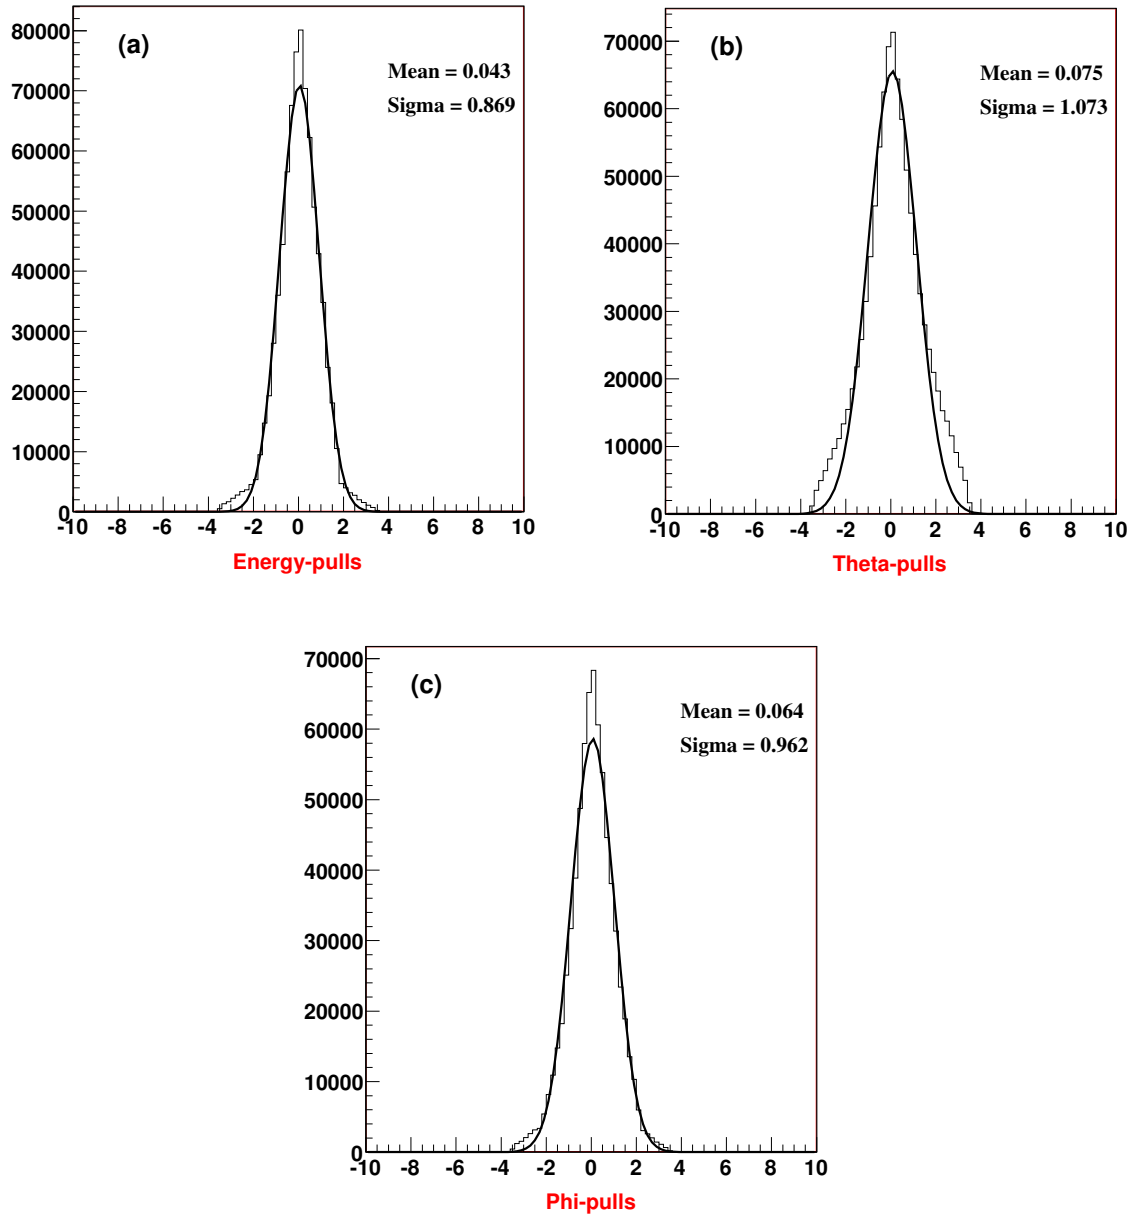 (a)
Mean = 0.043
Sigma = 0.869
80000
70000
60000
50000
40000
30000
20000
10000
0
-10 -8 -6 -4 -2 0 2 4 6 8 10
Energy-pulls
(b)
Mean = 0.075
Sigma = 1.073
70000
60000
50000
40000
30000
20000
10000
0
-10 -8 -6 -4 -2 0 2 4 6 8 10
Theta-pulls
(c)
Mean = 0.064
Sigma = 0.962
70000
60000
50000
40000
30000
20000
10000
0
-10 -8 -6 -4 -2 0 2 4 6 8 10
Phi-pulls